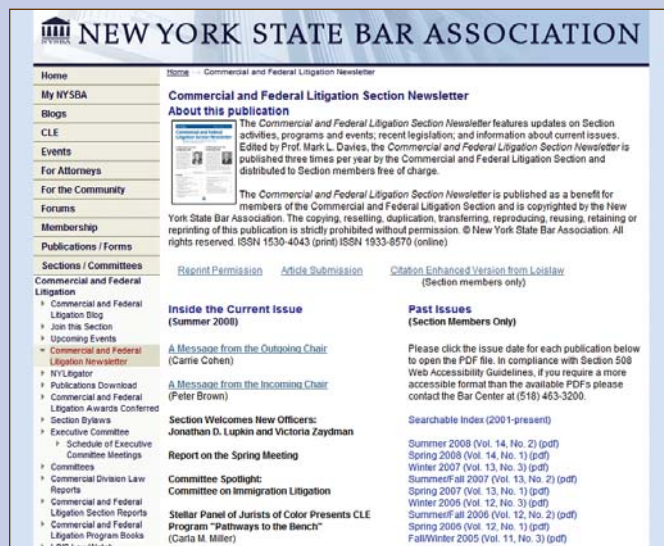 NYSBA
NEW YORK STATE BAR ASSOCIATION
Home
My NYSBA
Blogs
CLE
Events
For Attorneys
For the Community
Forums
Membership
Publications / Forms
Sections / Committees
Commercial and Federal
Litigation
Commercial and Federal
Litigation Blog
Join this Section
Upcoming Events
Commercial and Federal
Litigation Newsletter
NYLitigator
Publications Download
Commercial and Federal
Litigation Awards Conferred
Section Bylaws
Executive Committee
Schedule of Executive
Committee Meetings
Committees
Commercial Division Law
Reports
Commercial and Federal
Litigation Section Reports
Commercial and Federal
Litigation Program Books
Home Commercial and Federal Litigation Newsletter
Commercial and Federal Litigation Section Newsletter
About this publication
The Commercial and Federal Litigation Section Newsletter features updates on Section
activities, programs and events; recent legislation; and information about current issues.
Edited by Prof. Mark L. Davies, the Commercial and Federal Litigation Section Newsletter is
published three times per year by the Commercial and Federal Litigation Section and
distributed to Section members free of charge.
The Commercial and Federal Litigation Section Newsletter is published as a benefit for
members of the Commercial and Federal Litigation Section and is copyrighted by the New
York State Bar Association. The copying, reselling, duplication, transferring, reproducing, reusing, retaining or
reprinting of this publication is strictly prohibited without permission. © New York State Bar Association. All
rights reserved. ISSN 1530-4043 (print) ISSN 1933-8570 (online)
Reprint Permission Article Submission Citation Enhanced Version from Loislaw
(Section members only)
Inside the Current Issue
(Summer 2008)
A Message from the Outgoing Chair
(Carrie Cohen)
A Message from the Incoming Chair
(Peter Brown)
Section Welcomes New Officers:
Jonathan D. Lupkin and Victoria Zaydman
Report on the Spring Meeting
Committee Spotlight:
Committee on Immigration Litigation
Stellar Panel of Jurists of Color Presents CLE
Program "Pathways to the Bench"
(Carla M. Miller)
Past Issues
(Section Members Only)
Please click the issue date for each publication below
to open the PDF file. In compliance with Section 508
Web Accessibility Guidelines, if you require a more
accessible format than the available PDFs please
contact the Bar Center at (518) 463-3200.
Searchable Index (2001-present)
Summer 2008 (Vol. 14, No. 2) (pdf)
Spring 2008 (Vol. 14, No. 1) (pdf)
Winter 2007 (Vol. 13, No. 3) (pdf)
Summer/Fall 2007 (Vol. 13, No. 2) (pdf)
Spring 2007 (Vol. 13, No. 1) (pdf)
Winter 2006 (Vol. 12, No. 3) (pdf)
Summer/Fall 2006 (Vol. 12, No. 2) (pdf)
Spring 2006 (Vol. 12, No. 1) (pdf)
Fall/Winter 2005 (Vol. 11, No. 3) (pdf)